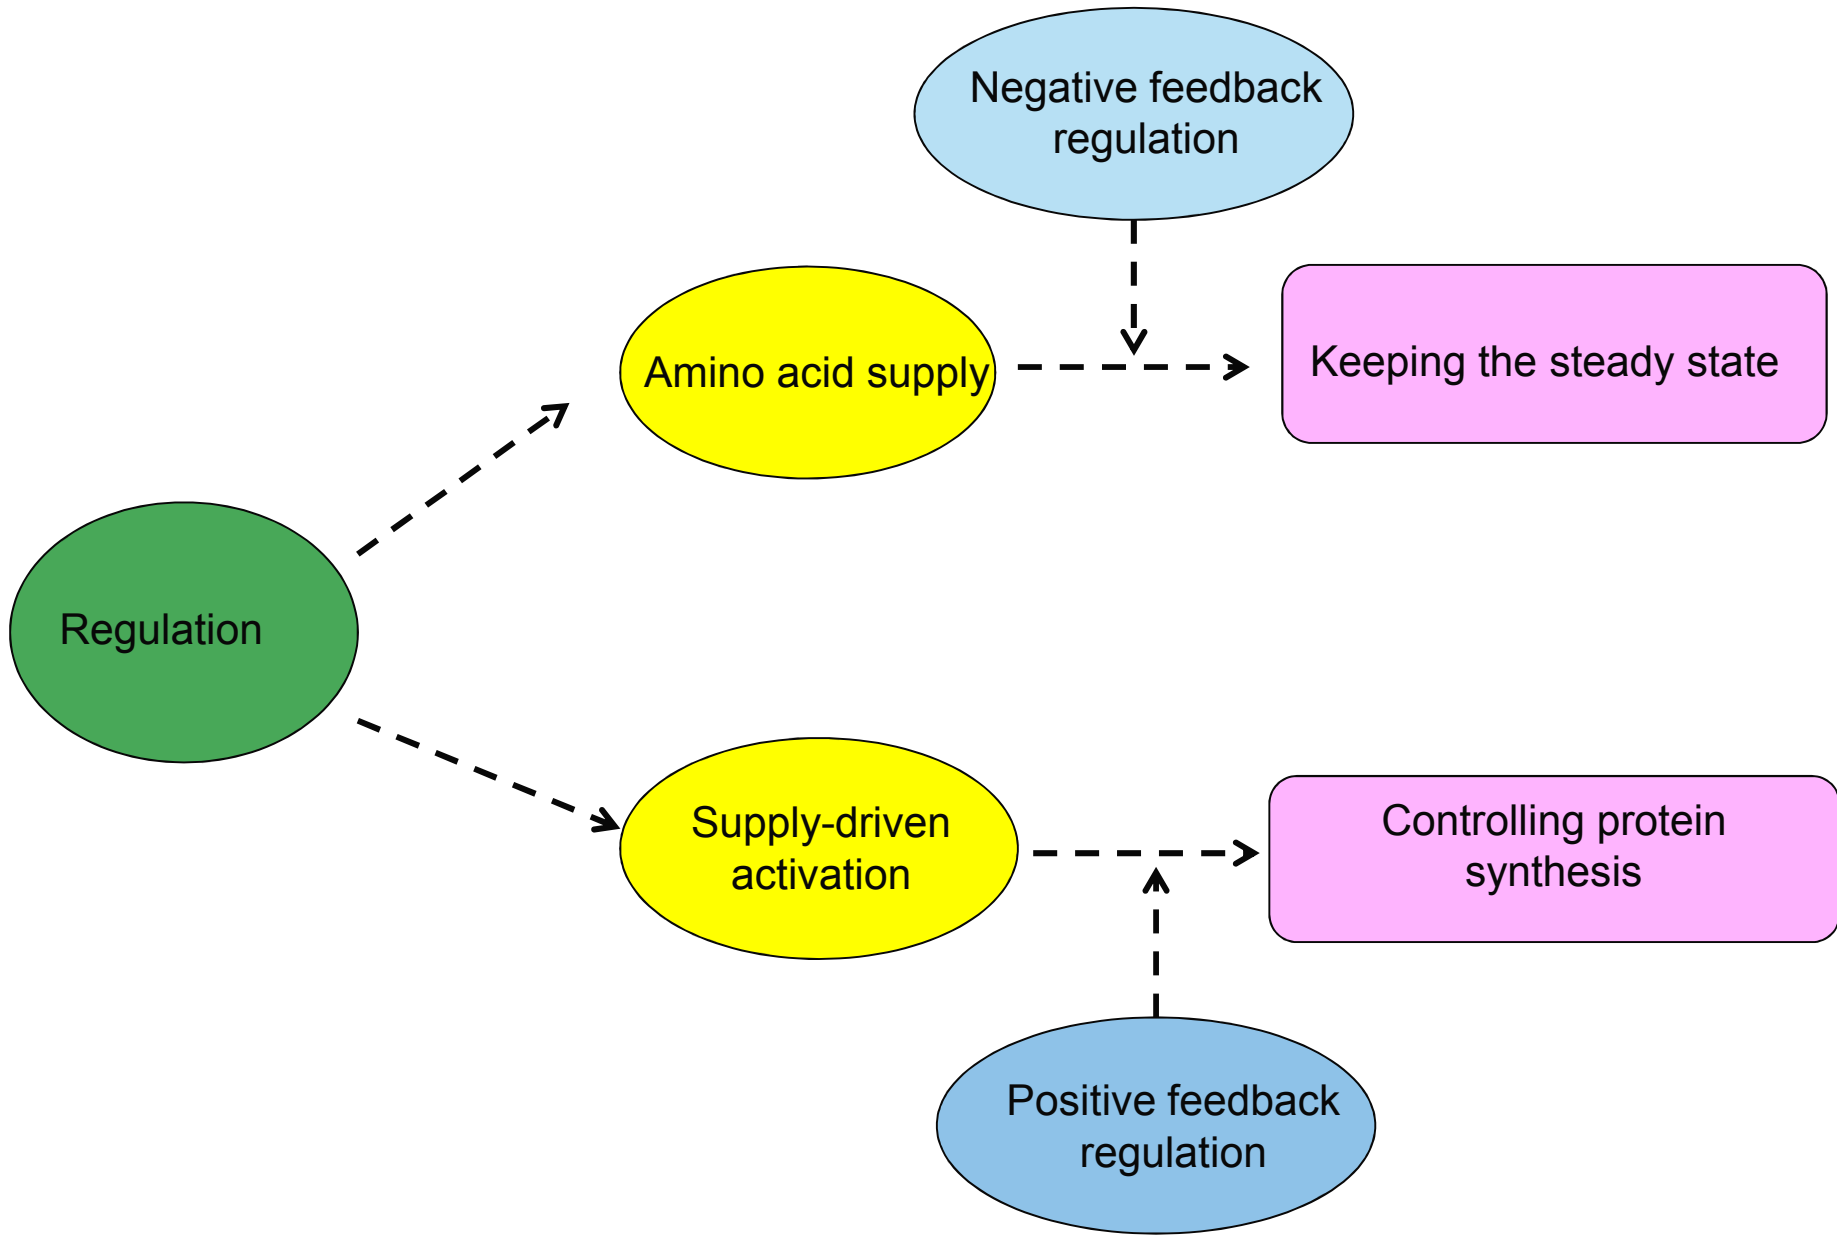 Negative feedback
regulation
Amino acid supply
Keeping the steady state
Regulation
Supply-driven
activation
Controlling protein
synthesis
Positive feedback
regulation